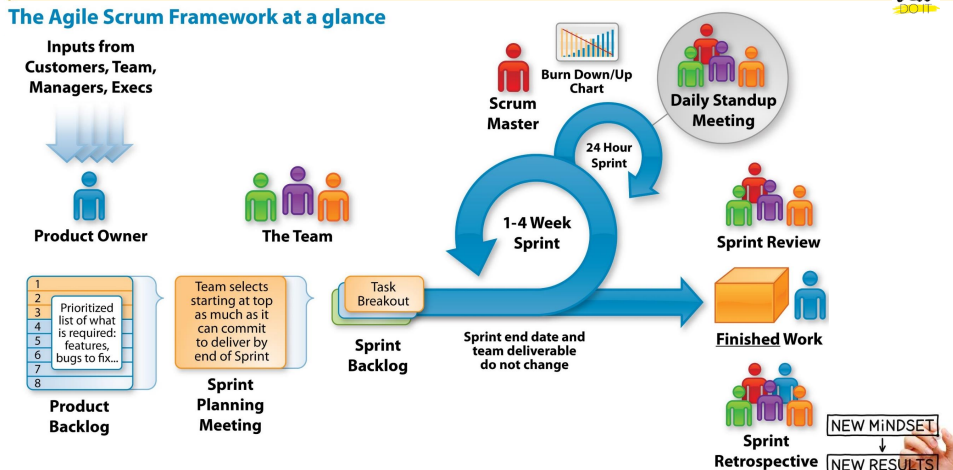 The Agile Scrum Framework at a glance
DO IT
Inputs from
Customers, Team,
Managers, Execs
Product Owner
The Team
Scrum
Master
Burn Down/Up
Chart
Daily Standup
Meeting
24 Hour
Sprint
1-4 Week
Sprint
Sprint Review
1
2
3
4
5
6
7
8
Prioritized
list of what
is required:
features,
bugs to fix...
Product
Backlog
Team selects
starting at top
as much as it
can commit
to deliver by
end of Sprint
Sprint
Planning
Meeting
Task
Breakout
Sprint
Backlog
Sprint end date and
team deliverable
do not change
Finished Work
Sprint
Retrospective
NEW MiNDSET
NEW RESULTS